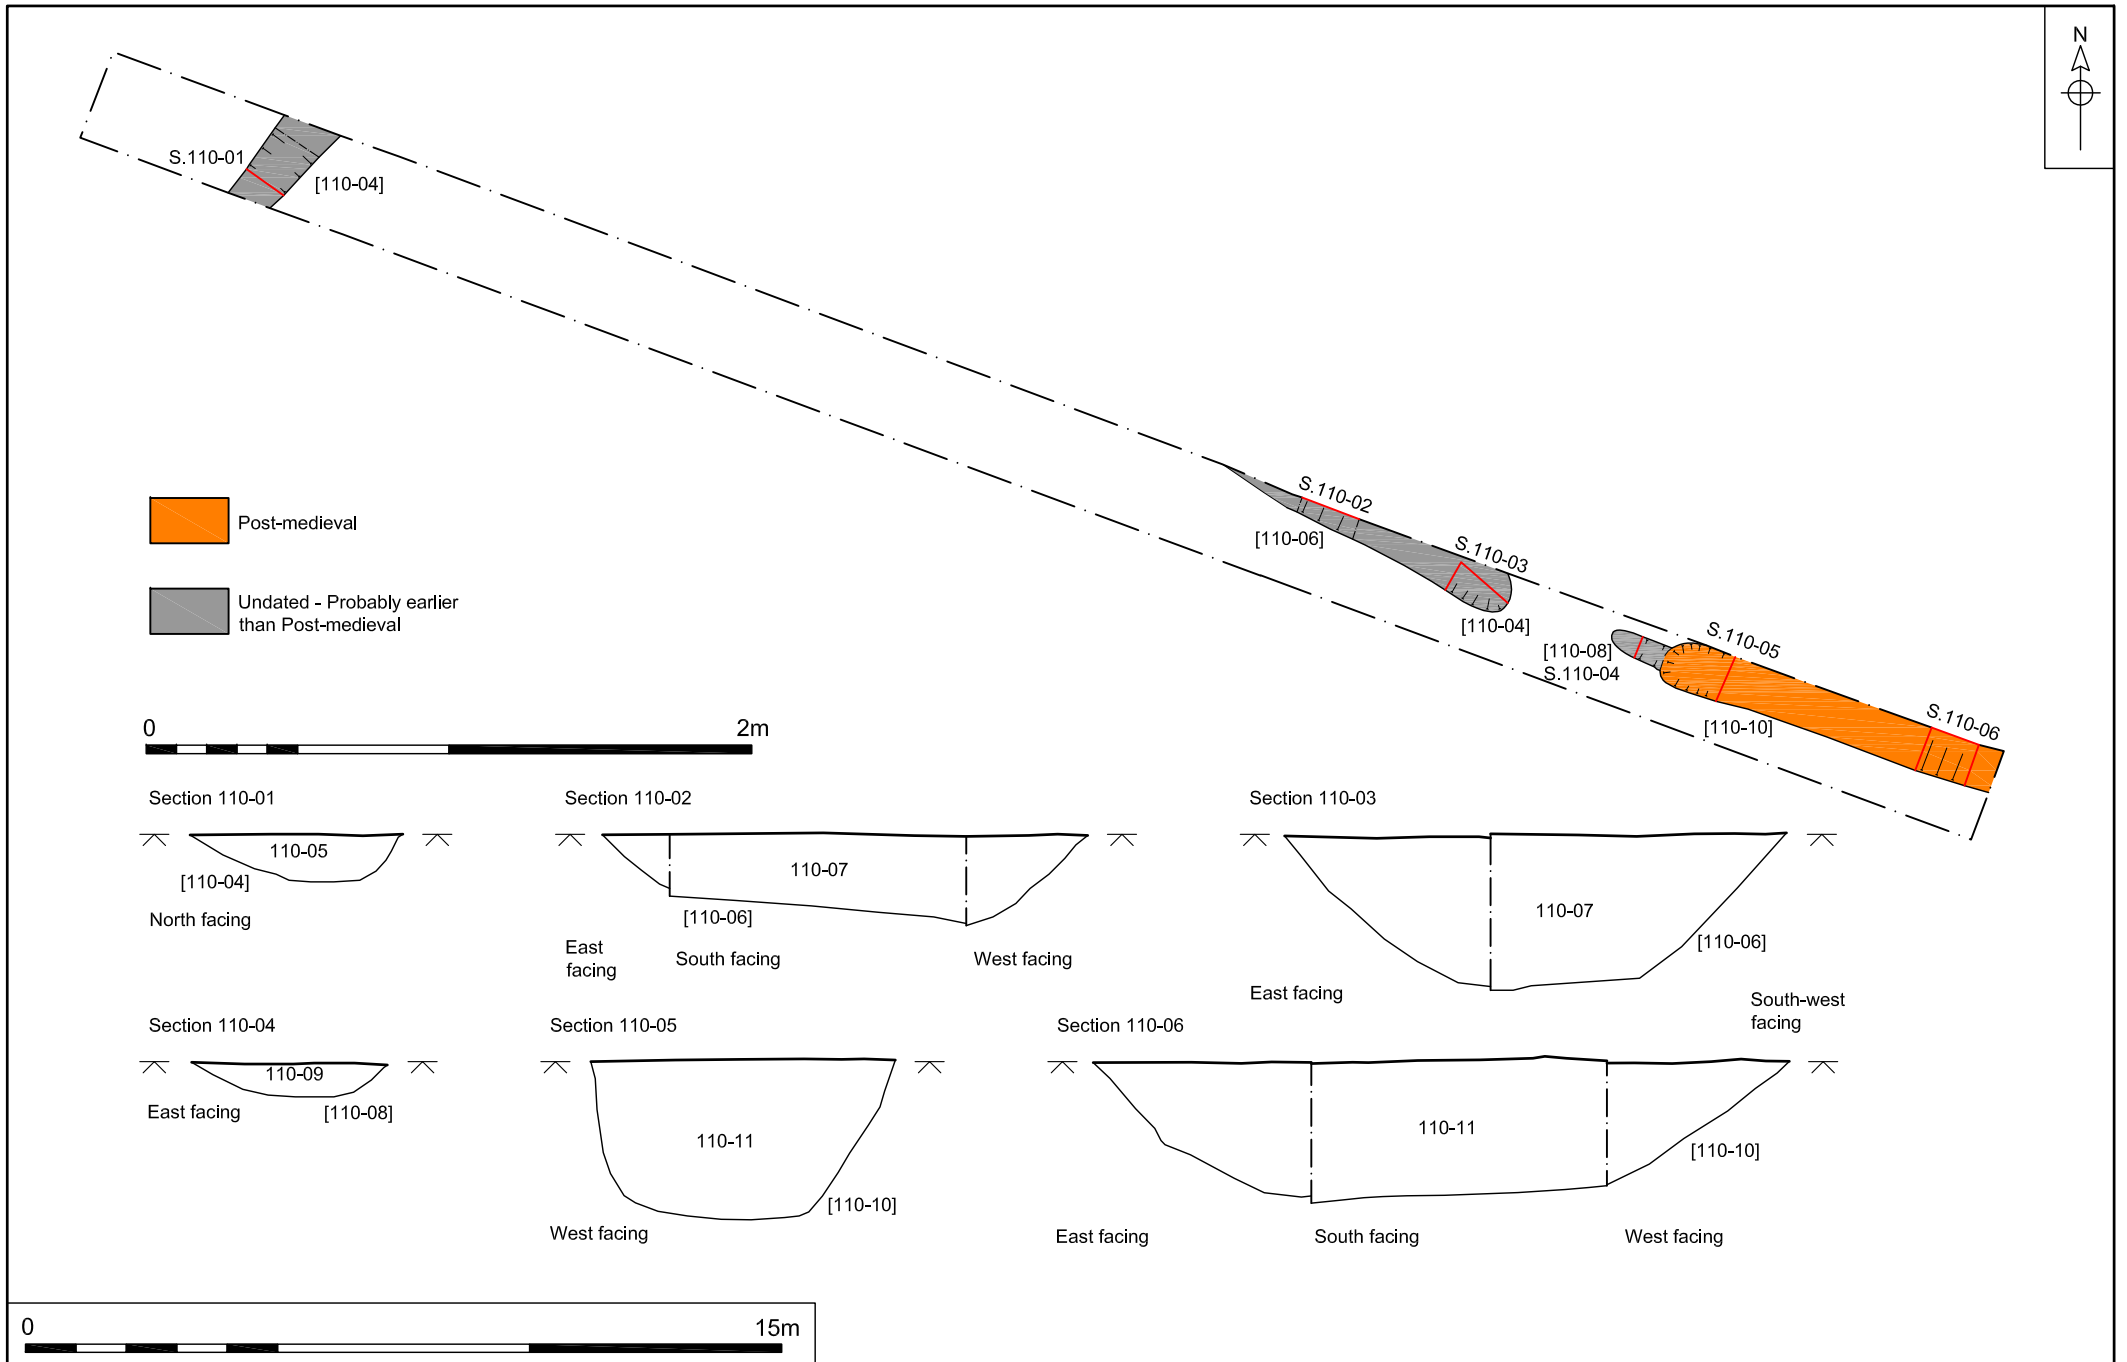 N
S.110-01
[110-04]
S.110-02
[110-06]
S.110-03
[110-04]
[110-08]
S.110-04
S.110-05
[110-10]
S.110-06
Post-medieval
Undated - Probably earlier
than Post-medieval
0 2m
Section 110-01
110-05
[110-04]
North facing
Section 110-02
110-07
[110-06]
East
facing
South facing
West facing
Section 110-03
110-07
[110-06]
East facing
South-west
facing
Section 110-04
110-09
East facing
[110-08]
Section 110-05
110-11
[110-10]
West facing
Section 110-06
110-11
[110-10]
East facing
South facing
West facing
0 15m